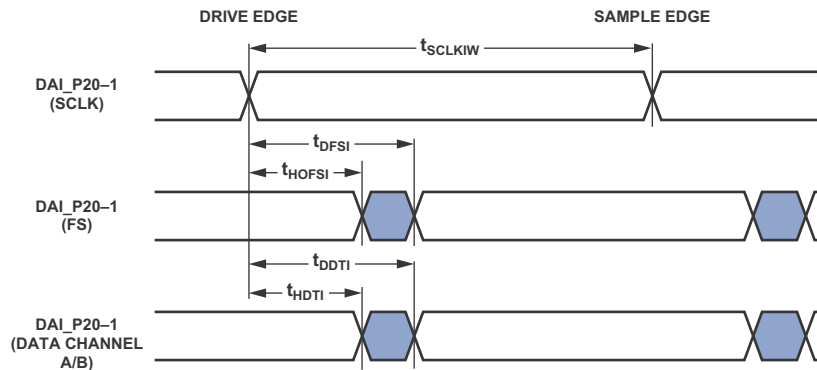 DRIVE EDGE
SAMPLE EDGE
tSCLKIW
DAI_P20–1
(SCLK)
tDFSI
tHOFSI
DAI_P20–1
(FS)
tDDTI
tHDTI
DAI_P20–1
(DATA CHANNEL
A/B)